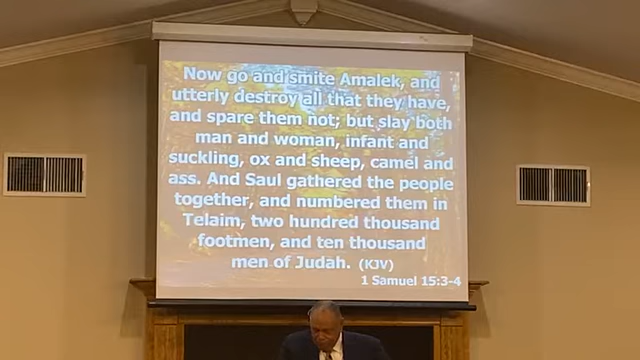 Now go and smite Amalek, and
utterly destroy all that they have,
and spare them not; but slay both
man and woman, infant and
suckling, ox and sheep, camel and
ass. And Saul gathered the people
together, and numbered them in
Telaim, two hundred thousand
footmen, and ten thousand
men of Judah. (KJV)
1 Samuel 15:3-4